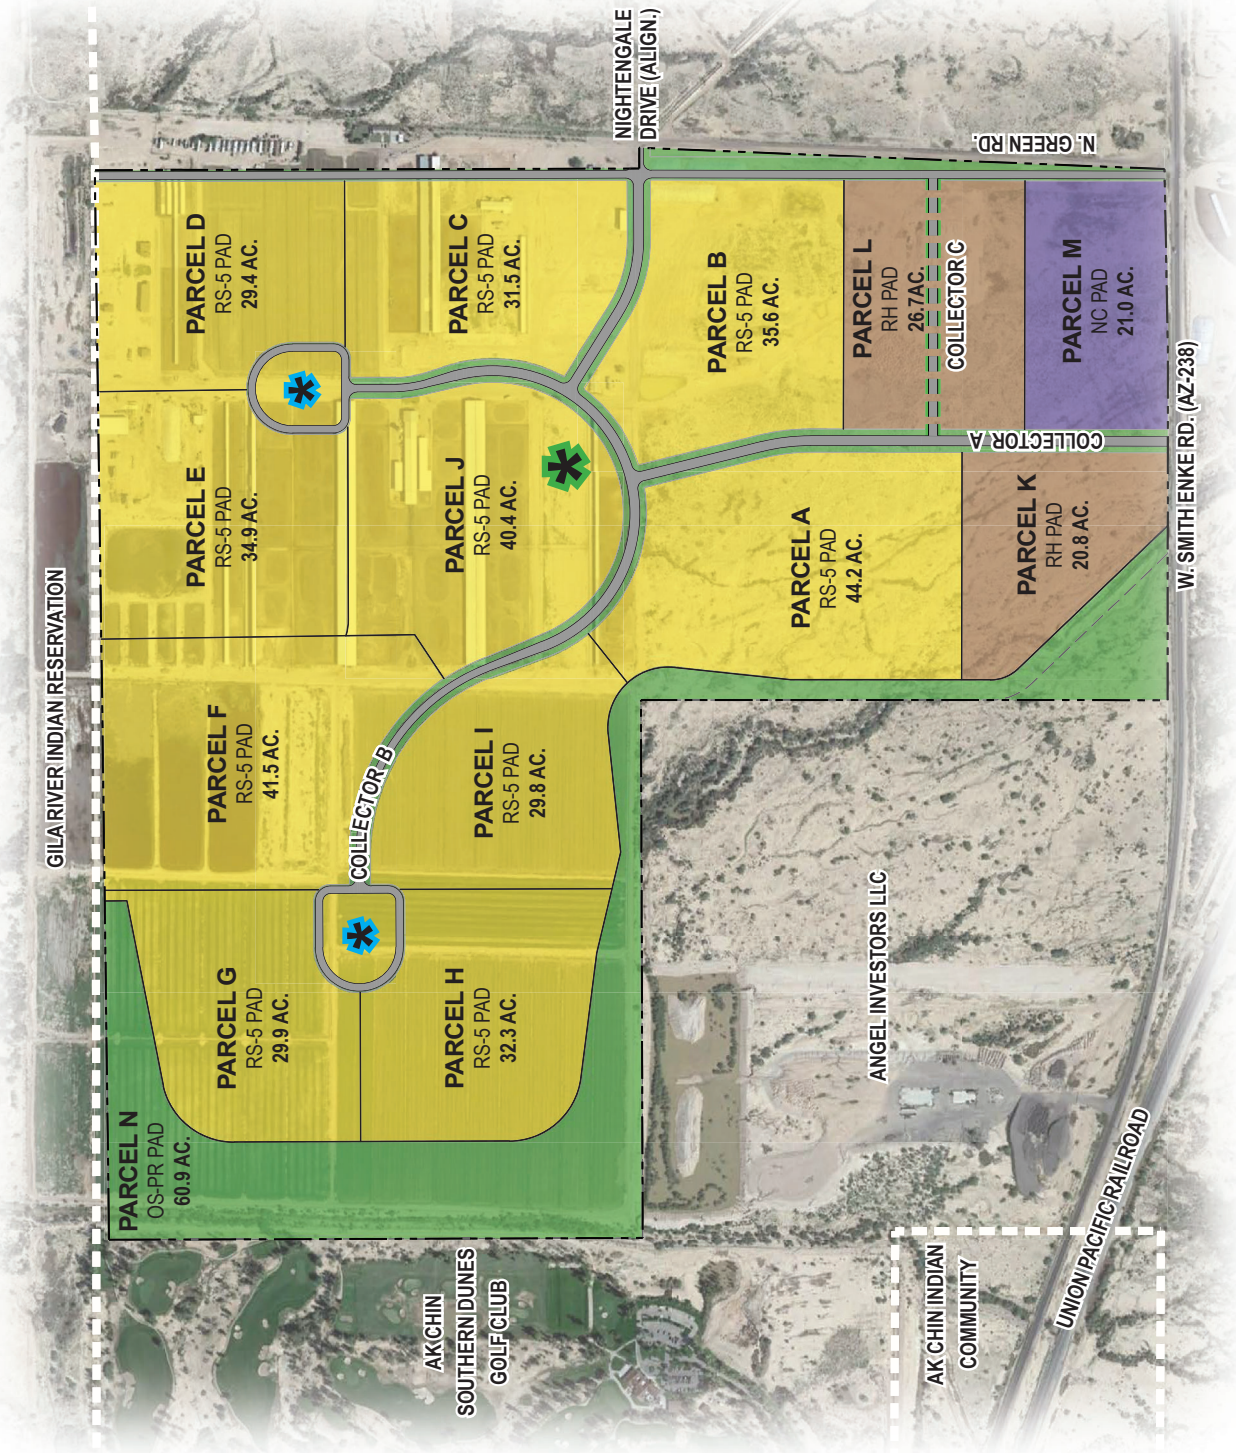 NIGHTENGALE
DRIVE (ALIGN.)
N. GREEN RD.
PARCEL D
RS-5 PAD
29.4 AC.
PARCEL C
RS-5 PAD
31.5 AC.
PARCEL B
RS-5 PAD
35.6 AC.
PARCEL L
RH PAD
26.7AC.
COLLECTOR C
PARCEL M
NC PAD
21.0 AC.
COLLECTOR A
W. SMITH ENKE RD. (AZ-238)
PARCEL E
RS-5 PAD
34.9 AC.
PARCEL J
RS-5 PAD
40.4 AC.
PARCEL A
RS-5 PAD
44.2 AC.
PARCEL K
RH PAD
20.8 AC.
GILA RIVER INDIAN RESERVATION
PARCEL F
RS-5 PAD
41.5 AC.
COLLECTOR B
PARCEL I
RS-5 PAD
29.8 AC.
PARCEL G
RS-5 PAD
29.9 AC.
PARCEL H
RS-5 PAD
32.3 AC.
ANGEL INVESTORS LLC
PARCEL N
OS-PR PAD
60.9 AC.
UNION PACIFIC RAILROAD
AK CHIN
SOUTHERN DUNES
GOLF CLUB
AK CHIN INDIAN
COMMUNITY